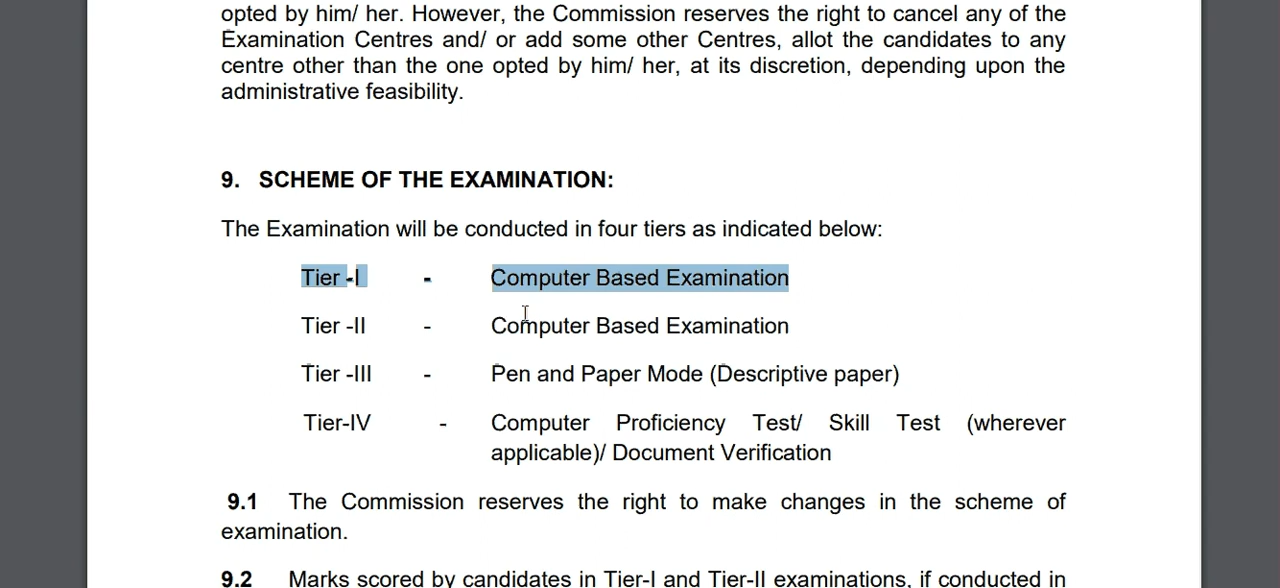 opted by him/ her. However, the Commission reserves the right to cancel any of the
Examination Centres and/ or add some other Centres, allot the candidates to any
centre other than the one opted by him/ her, at its discretion, depending upon the
administrative feasibility.
9. SCHEME OF THE EXAMINATION:
The Examination will be conducted in four tiers as indicated below:
Tier -I - Computer Based Examination
Tier -II - Computer Based Examination
Tier -III - Pen and Paper Mode (Descriptive paper)
Tier-IV - Computer Proficiency Test/ Skill Test (wherever
applicable)/ Document Verification
9.1 The Commission reserves the right to make changes in the scheme of
examination.
9.2 Marks scored by candidates in Tier-I and Tier-II examinations, if conducted in